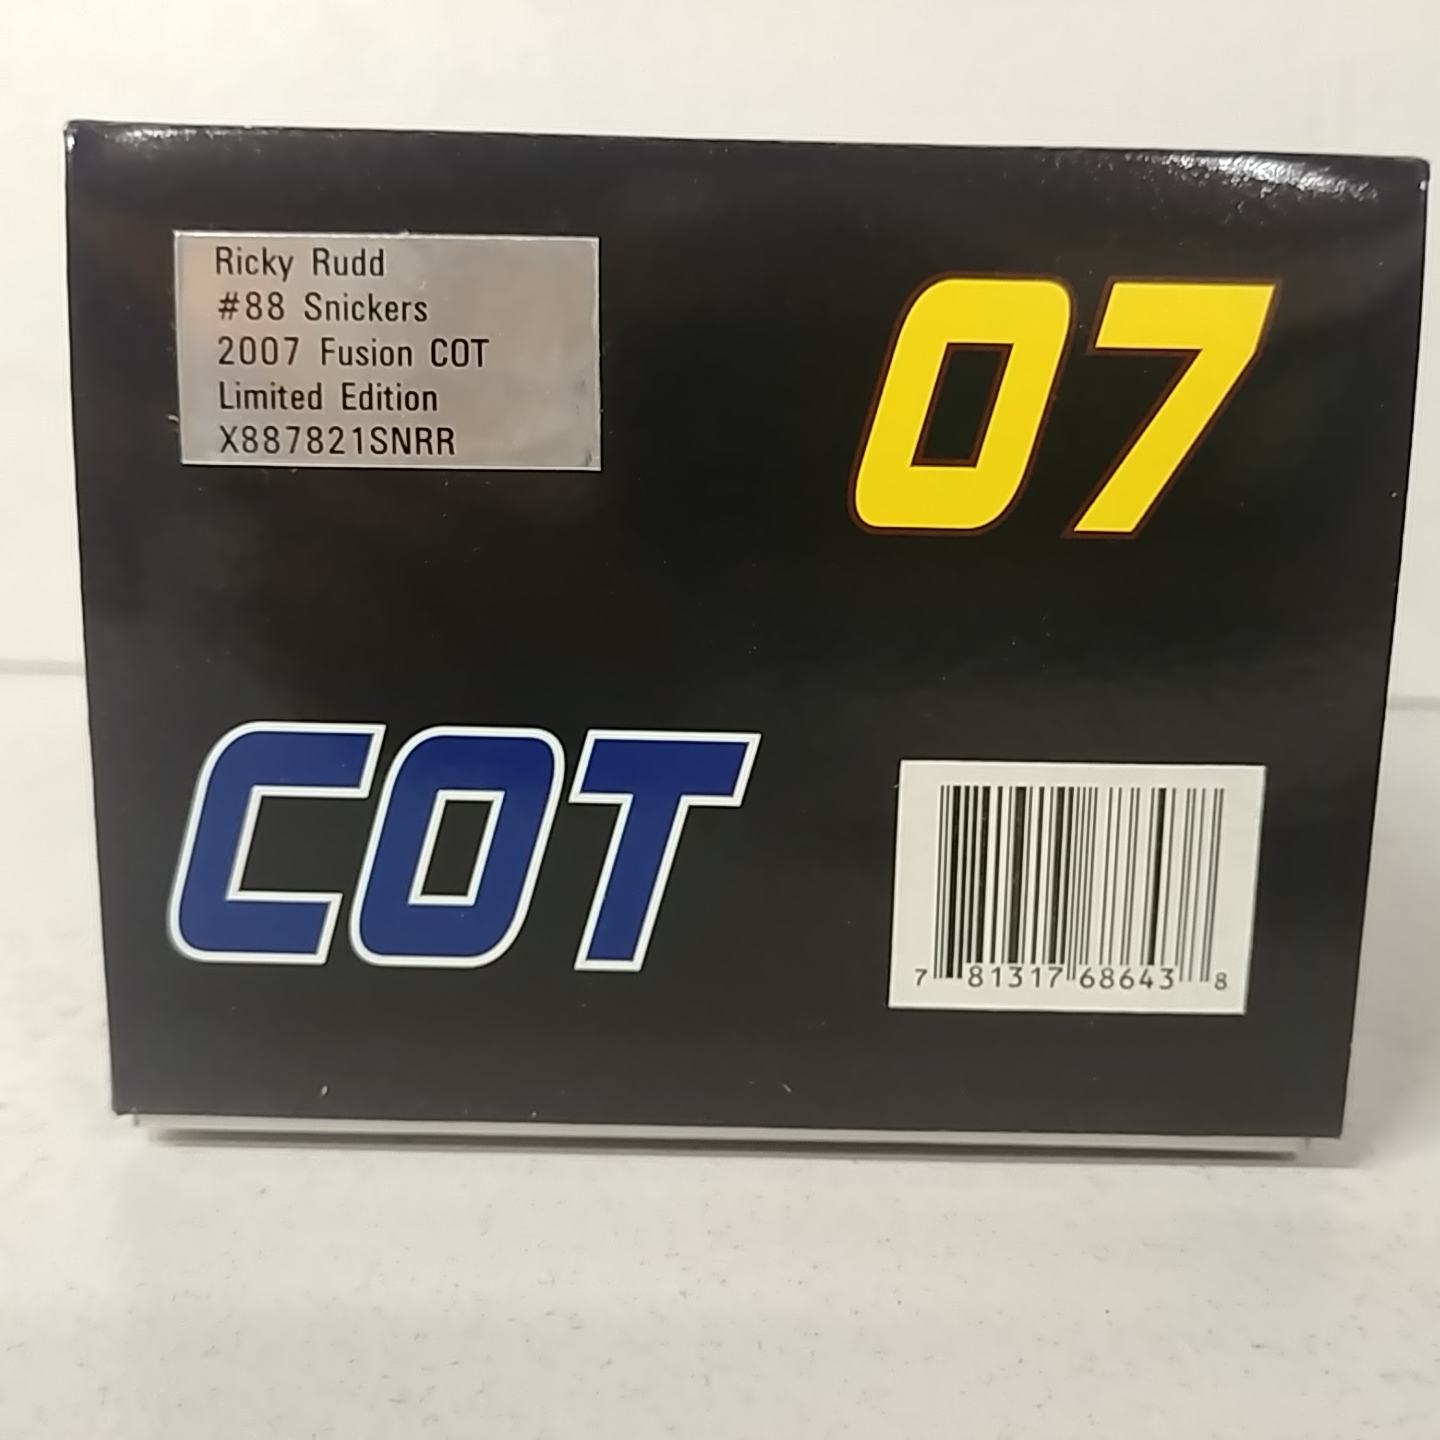 Ricky Rudd
#88 Snickers
2007 Fusion COT
Limited Edition
X887821SNRR
07
COT
7 81317 68643 8